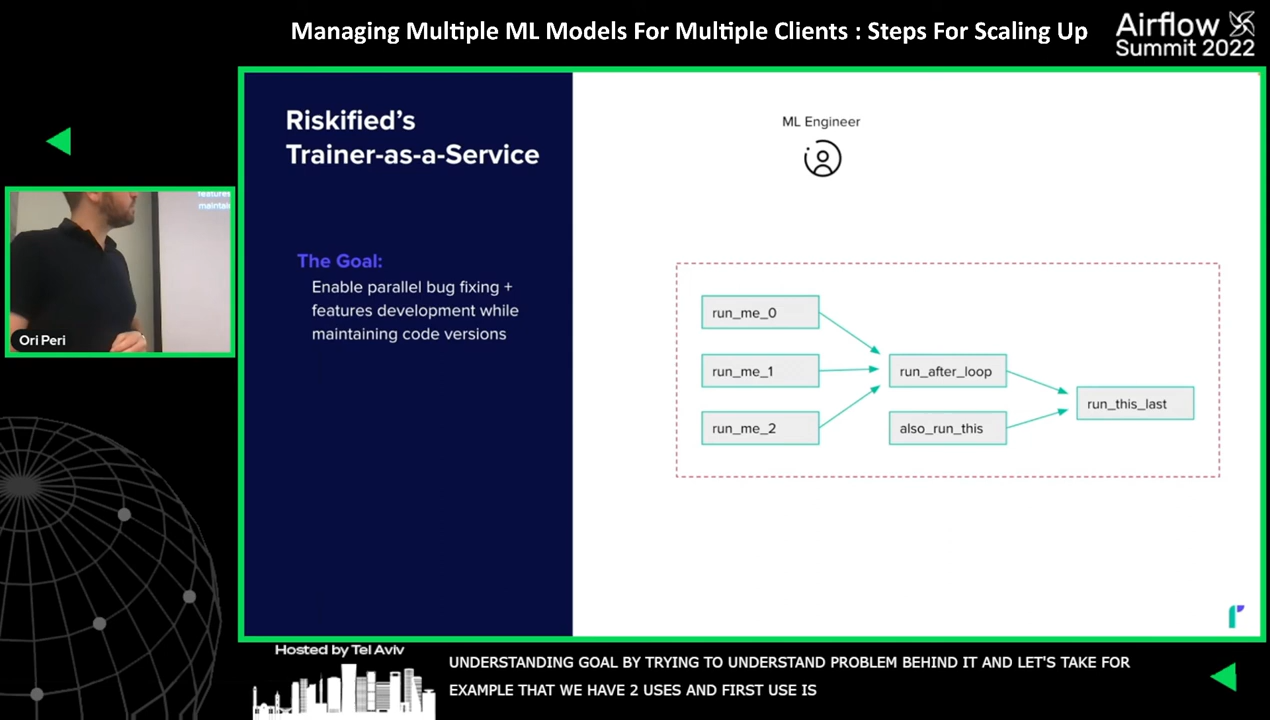 Managing Multiple ML Models For Multiple Clients : Steps For Scaling Up
Airflow
Summit 2022
Riskified's
Trainer-as-a-Service
The Goal:
Enable parallel bug fixing +
features development while
maintaining code versions
ML Engineer
run_me_0
run_me_1
run_me_2
run_after_loop
also_run_this
run_this_last
features
maintai
Ori Peri
Hosted by Tel Aviv
UNDERSTANDING GOAL BY TRYING TO UNDERSTAND PROBLEM BEHIND IT AND LET'S TAKE FOR
EXAMPLE THAT WE HAVE 2 USES AND FIRST USE IS